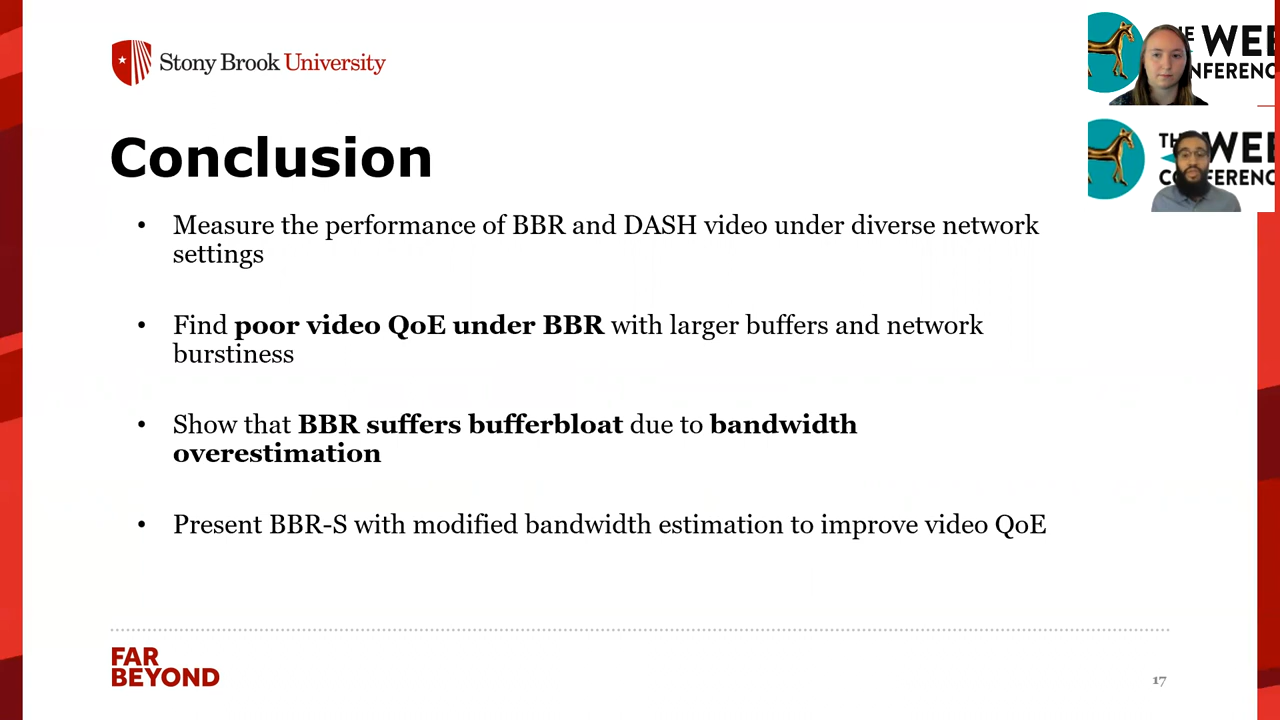 Stony Brook University
Conclusion
• Measure the performance of BBR and DASH video under diverse network
settings
• Find poor video QoE under BBR with larger buffers and network
burstiness
• Show that BBR suffers bufferbloat due to bandwidth
overestimation
• Present BBR-S with modified bandwidth estimation to improve video QoE
FAR
BEYOND
17